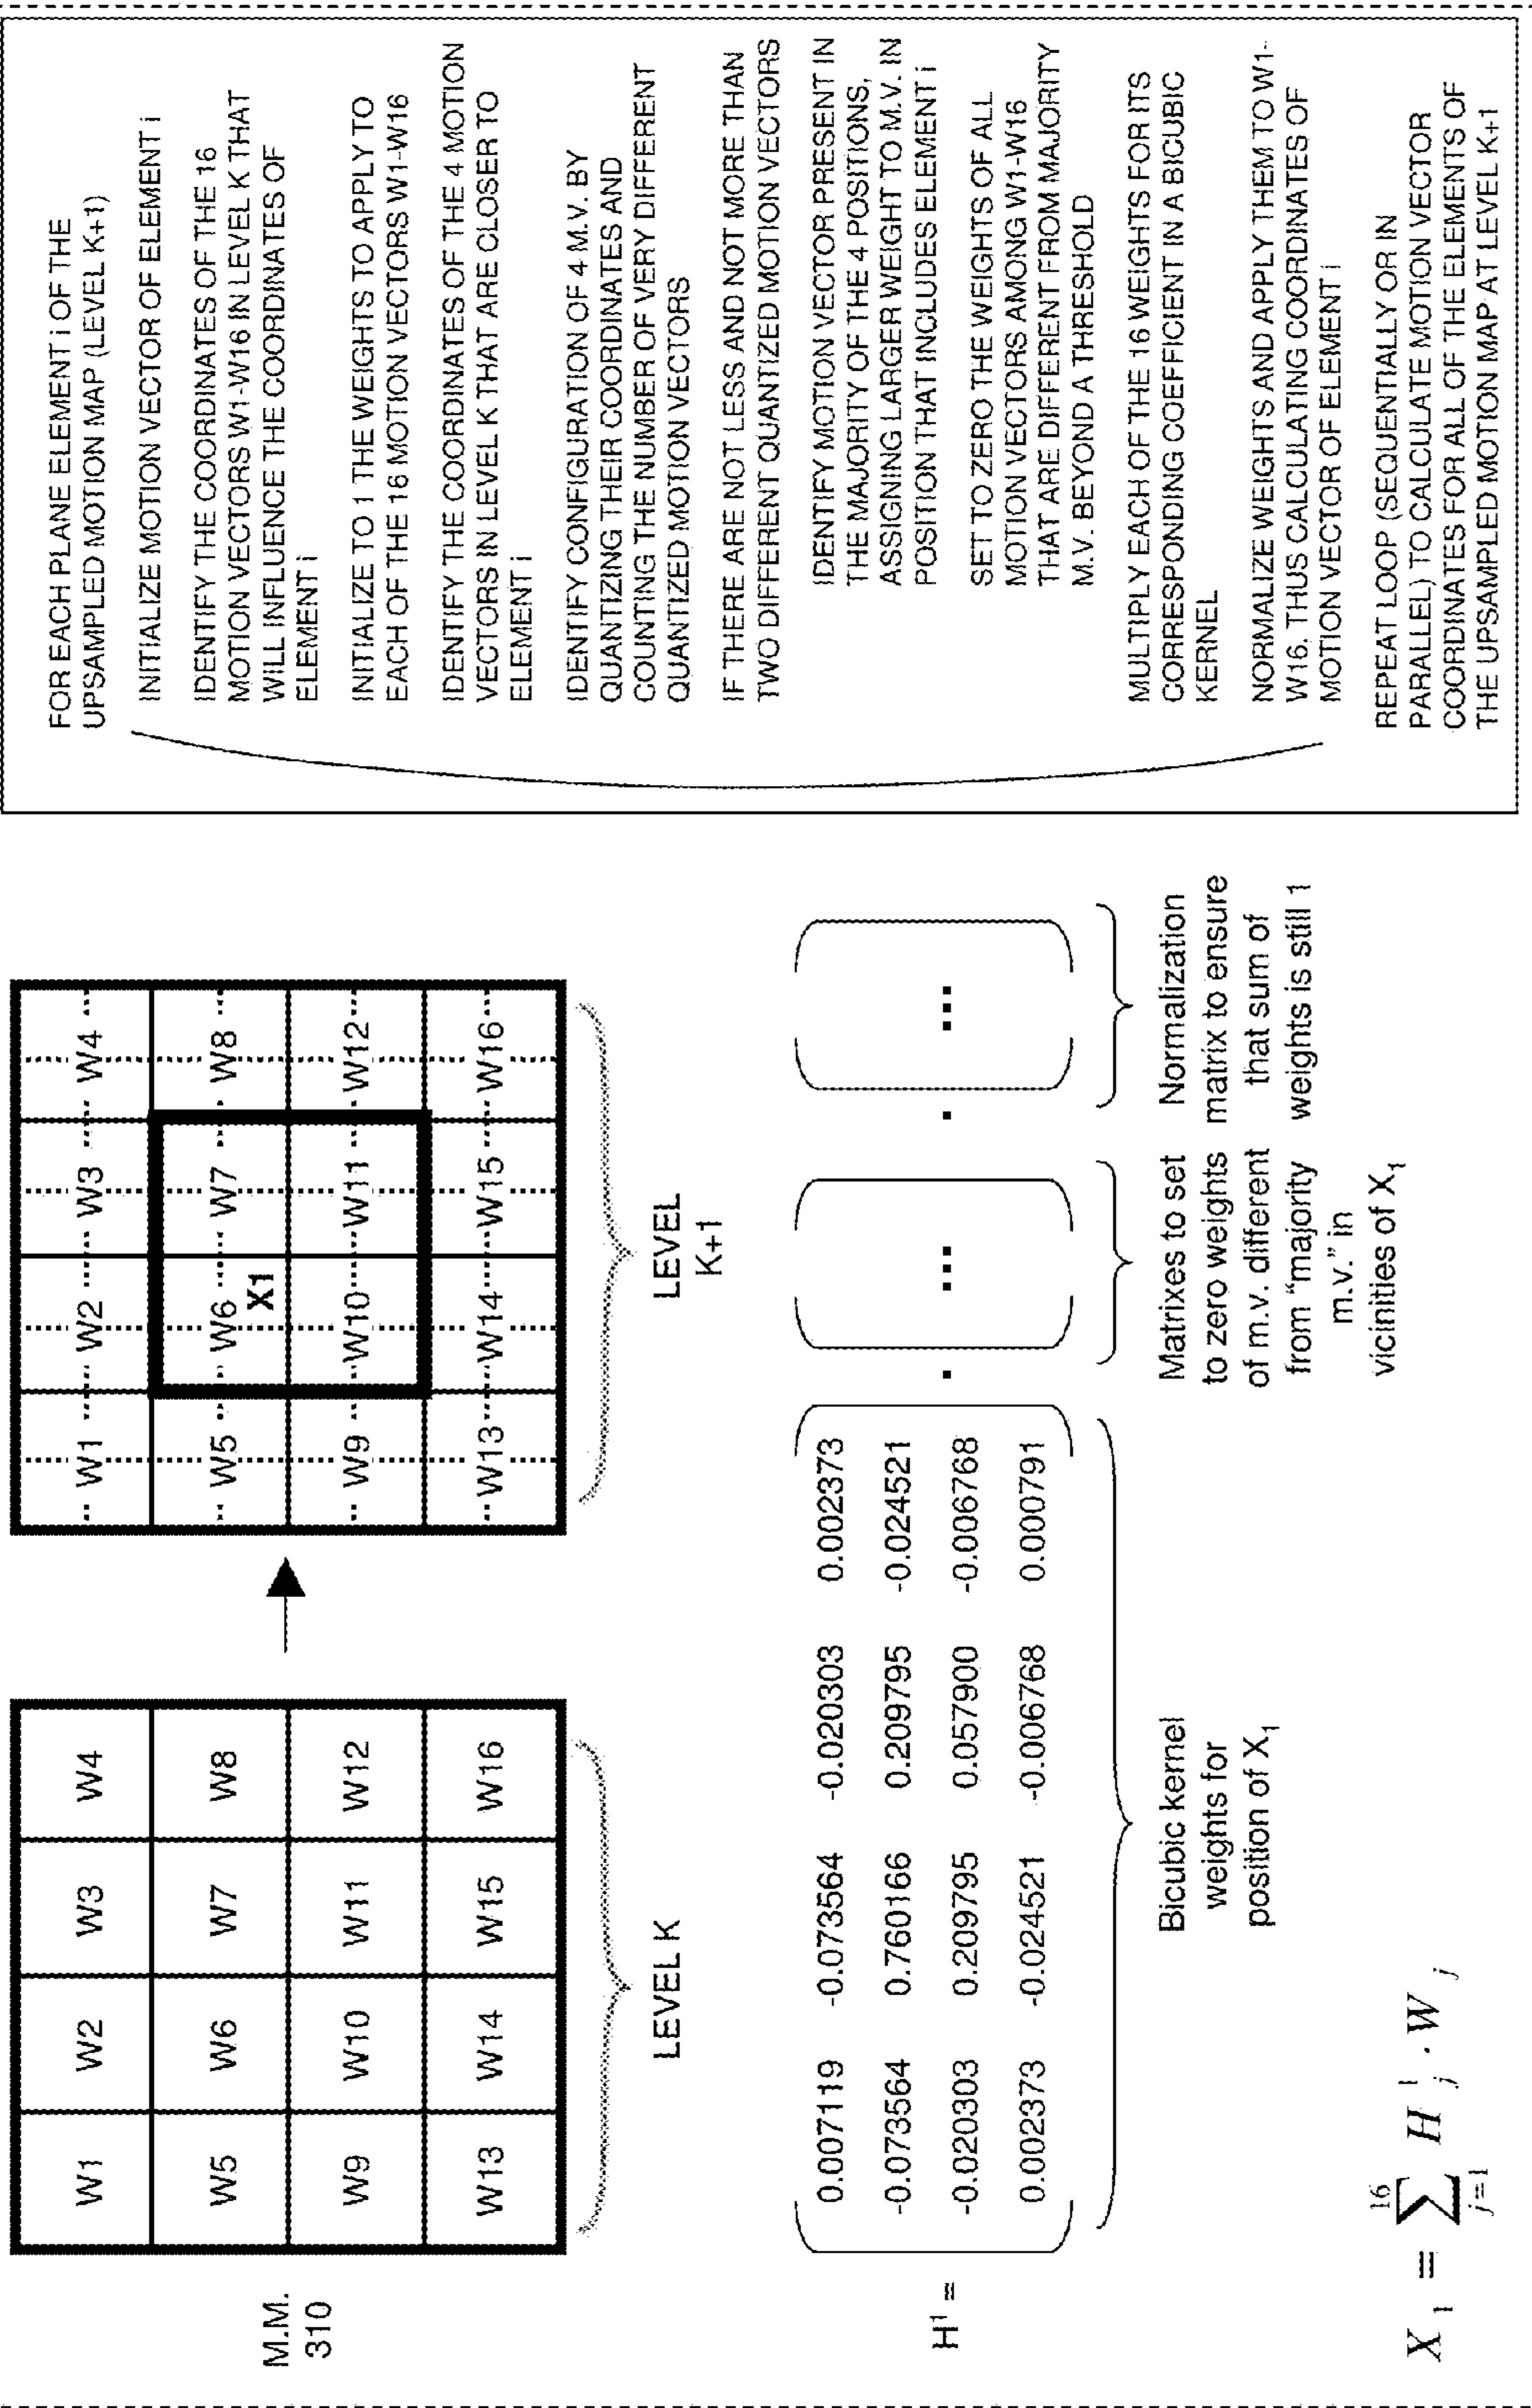 M.M.
310
W1 W2 W3 W4
W5 W6 W7 W8
W9 W10 W11 W12
W13 W14 W15 W16
LEVEL K
W1 W2 W3 W4
W5 W6 W7 W8
X1
W9 W10 W11 W12
W13 W14 W15 W16
LEVEL
K+1
H¹ =
0.007119 -0.073564 -0.020303 0.002373
-0.073564 0.760166 0.209795 -0.024521
-0.020303 0.209795 0.057900 -0.006768
0.002373 -0.024521 -0.006768 0.000791
· ... · ...
Bicubic kernel
weights for
position of X₁
Matrixes to set
to zero weights
of m.v. different
from "majority
m.v." in
vicinities of X₁
Normalization
matrix to ensure
that sum of
weights is still 1
X₁ = ∑_{j=1}^{16} H_j^1 · W_j
FOR EACH PLANE ELEMENT i OF THE
UPSAMPLED MOTION MAP (LEVEL K+1)
INITIALIZE MOTION VECTOR OF ELEMENT i
IDENTIFY THE COORDINATES OF THE 16
MOTION VECTORS W1-W16 IN LEVEL K THAT
WILL INFLUENCE THE COORDINATES OF
ELEMENT i
INITIALIZE TO 1 THE WEIGHTS TO APPLY TO
EACH OF THE 16 MOTION VECTORS W1-W16
IDENTIFY THE COORDINATES OF THE 4 MOTION
VECTORS IN LEVEL K THAT ARE CLOSER TO
ELEMENT i
IDENTIFY CONFIGURATION OF 4 M.V. BY
QUANTIZING THEIR COORDINATES AND
COUNTING THE NUMBER OF VERY DIFFERENT
QUANTIZED MOTION VECTORS
IF THERE ARE NOT LESS AND NOT MORE THAN
TWO DIFFERENT QUANTIZED MOTION VECTORS
IDENTIFY MOTION VECTOR PRESENT IN
THE MAJORITY OF THE 4 POSITIONS,
ASSIGNING LARGER WEIGHT TO M.V. IN
POSITION THAT INCLUDES ELEMENT i
SET TO ZERO THE WEIGHTS OF ALL
MOTION VECTORS AMONG W1-W16
THAT ARE DIFFERENT FROM MAJORITY
M.V. BEYOND A THRESHOLD
MULTIPLY EACH OF THE 16 WEIGHTS FOR ITS
CORRESPONDING COEFFICIENT IN A BICUBIC
KERNEL
NORMALIZE WEIGHTS AND APPLY THEM TO W1-
W16, THUS CALCULATING COORDINATES OF
MOTION VECTOR OF ELEMENT i
REPEAT LOOP (SEQUENTIALLY OR IN
PARALLEL) TO CALCULATE MOTION VECTOR
COORDINATES FOR ALL OF THE ELEMENTS OF
THE UPSAMPLED MOTION MAP AT LEVEL K+1